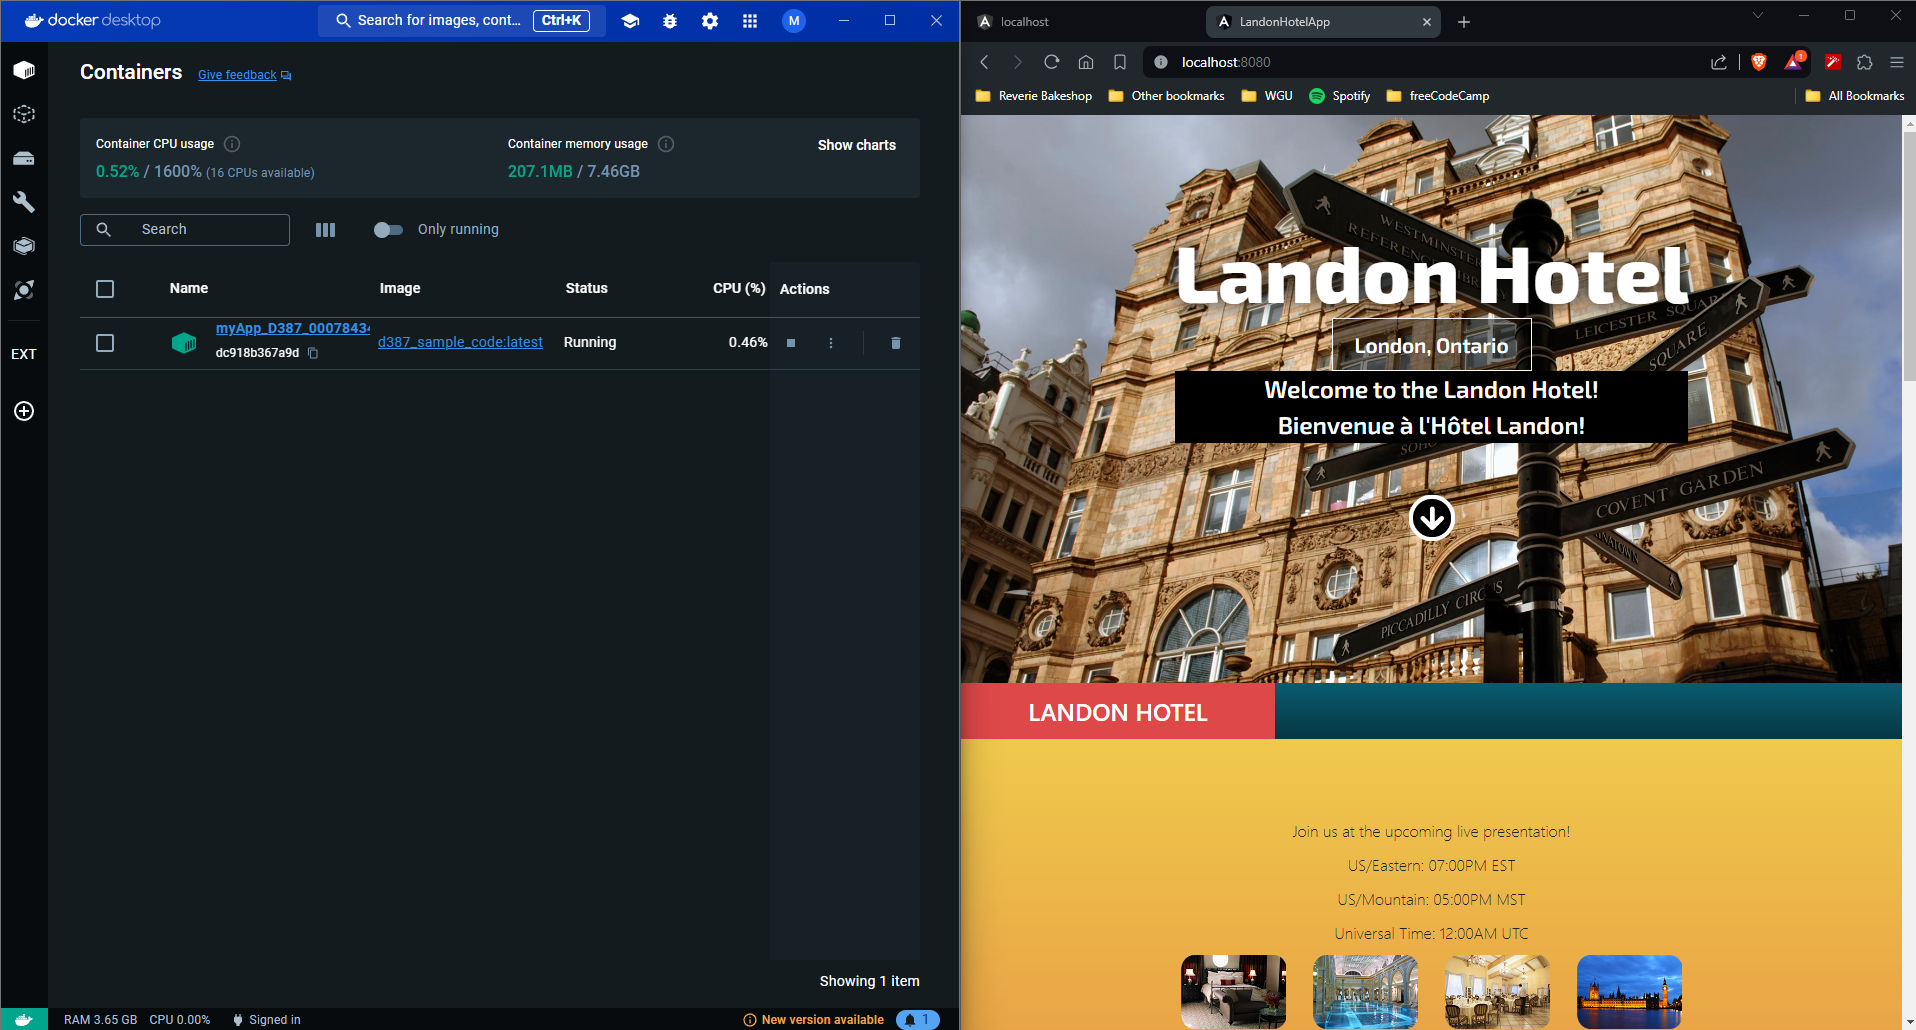 docker desktop
Search for images, cont...
Ctrl+K
M
Containers
Give feedback
Container CPU usage
0.52% / 1600% (16 CPUs available)
Container memory usage
207.1MB / 7.46GB
Show charts
Search
Only running
Name
Image
Status
CPU (%)
Actions
myApp_D387_00078434
dc918b367a9d
d387_sample_code:latest
Running
0.46%
EXT
Showing 1 item
RAM 3.65 GB
CPU 0.00%
Signed in
New version available
1
localhost
LandonHotelApp
localhost:8080
1
Reverie Bakeshop
Other bookmarks
WGU
Spotify
freeCodeCamp
All Bookmarks
WESTMINSTER
REFERENCE LIBRARY
Landon Hotel
LEICESTER SQUARE
SQUARE
London, Ontario
Welcome to the Landon Hotel!
Bienvenue à l'Hôtel Landon!
SOHO
COVENT GARDEN
PICCADILLY CIRCUS
LANDON HOTEL
Join us at the upcoming live presentation!
US/Eastern: 07:00PM EST
US/Mountain: 05:00PM MST
Universal Time: 12:00AM UTC